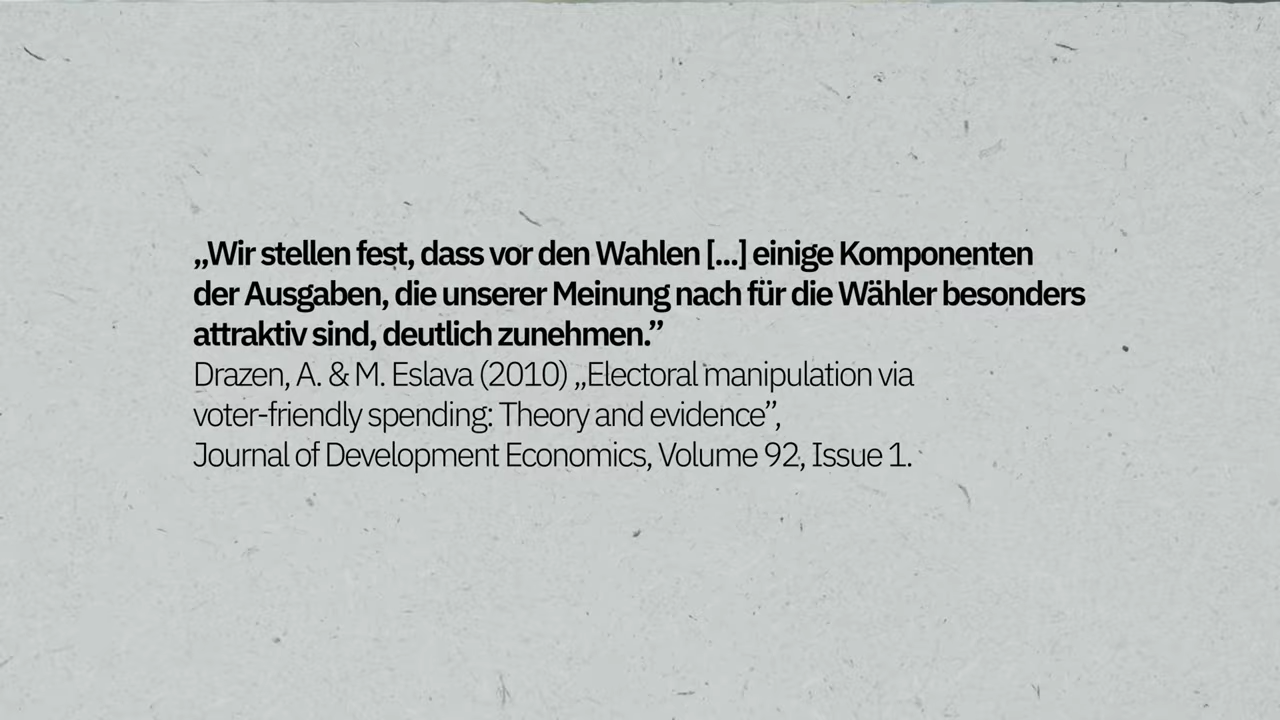 „Wir stellen fest, dass vor den Wahlen [...] einige Komponenten
der Ausgaben, die unserer Meinung nach für die Wähler besonders
attraktiv sind, deutlich zunehmen.”
Drazen, A. & M. Eslava (2010) „Electoral manipulation via
voter-friendly spending: Theory and evidence”,
Journal of Development Economics, Volume 92, Issue 1.